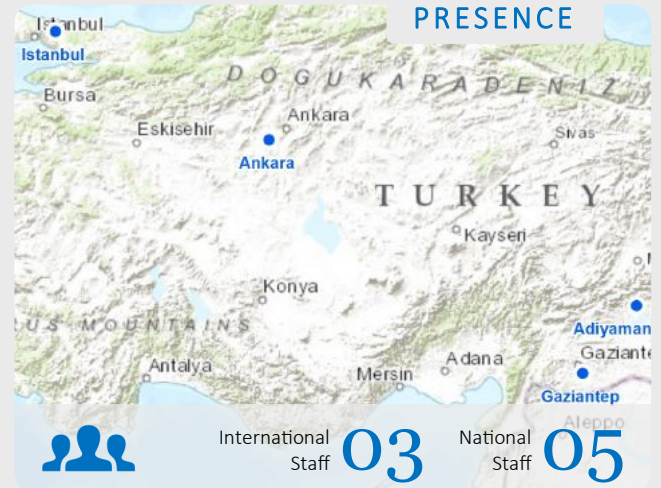 PRESENCE
Istanbul
Istanbul
DOGUKARADENIZ
Bursa
Ankara
Eskisehir
Sivas
Ankara
TURKEY
Kayseri
Konya
US MOUNTAINS
Adiyaman
Gaziante
Antalya
Adana
Mersin
Gaziantep
Aleppo
International
Staff
03
National
Staff
05